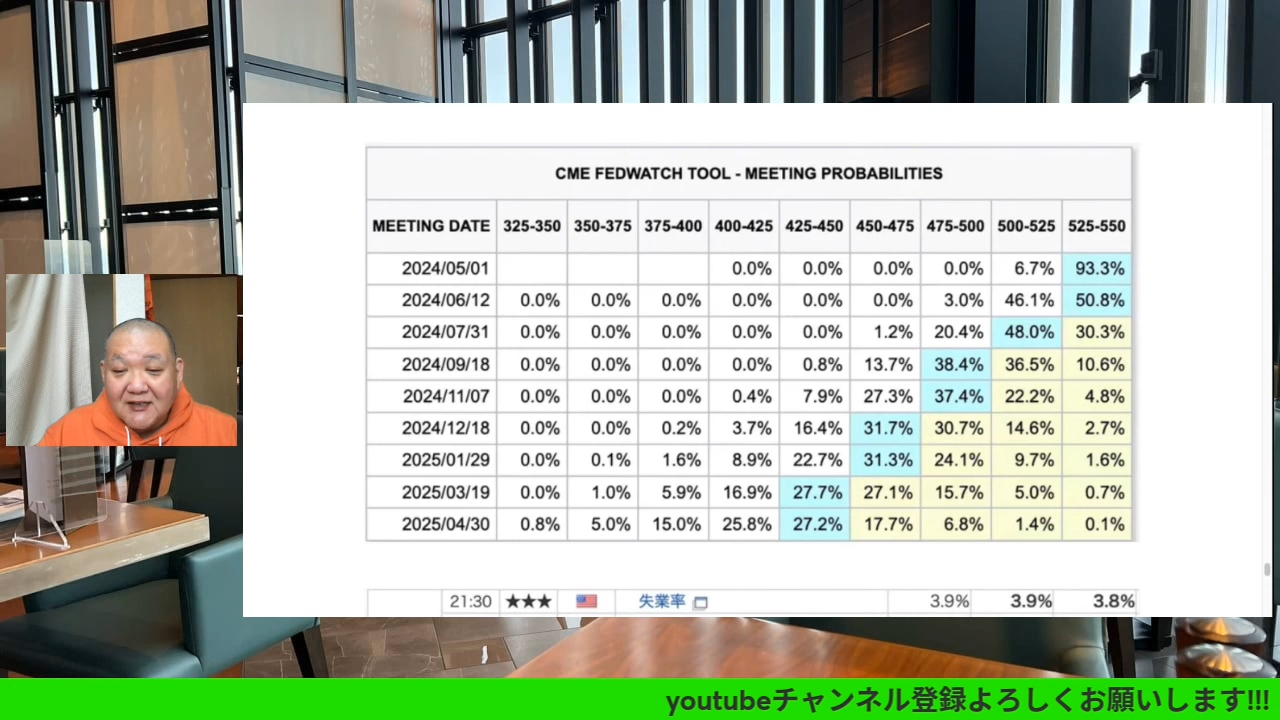 CME FEDWATCH TOOL - MEETING PROBABILITIES
MEETING DATE 325-350 350-375 375-400 400-425 425-450 450-475 475-500 500-525 525-550
2024/05/01 0.0% 0.0% 0.0% 0.0% 6.7% 93.3%
2024/06/12 0.0% 0.0% 0.0% 0.0% 0.0% 0.0% 3.0% 46.1% 50.8%
2024/07/31 0.0% 0.0% 0.0% 0.0% 0.0% 1.2% 20.4% 48.0% 30.3%
2024/09/18 0.0% 0.0% 0.0% 0.0% 0.8% 13.7% 38.4% 36.5% 10.6%
2024/11/07 0.0% 0.0% 0.0% 0.4% 7.9% 27.3% 37.4% 22.2% 4.8%
2024/12/18 0.0% 0.0% 0.2% 3.7% 16.4% 31.7% 30.7% 14.6% 2.7%
2025/01/29 0.0% 0.1% 1.6% 8.9% 22.7% 31.3% 24.1% 9.7% 1.6%
2025/03/19 0.0% 1.0% 5.9% 16.9% 27.7% 27.1% 15.7% 5.0% 0.7%
2025/04/30 0.8% 5.0% 15.0% 25.8% 27.2% 17.7% 6.8% 1.4% 0.1%
21:30 ★★★ 失業率 3.9% 3.9% 3.8%
youtubeチャンネル登録よろしくお願いします!!!